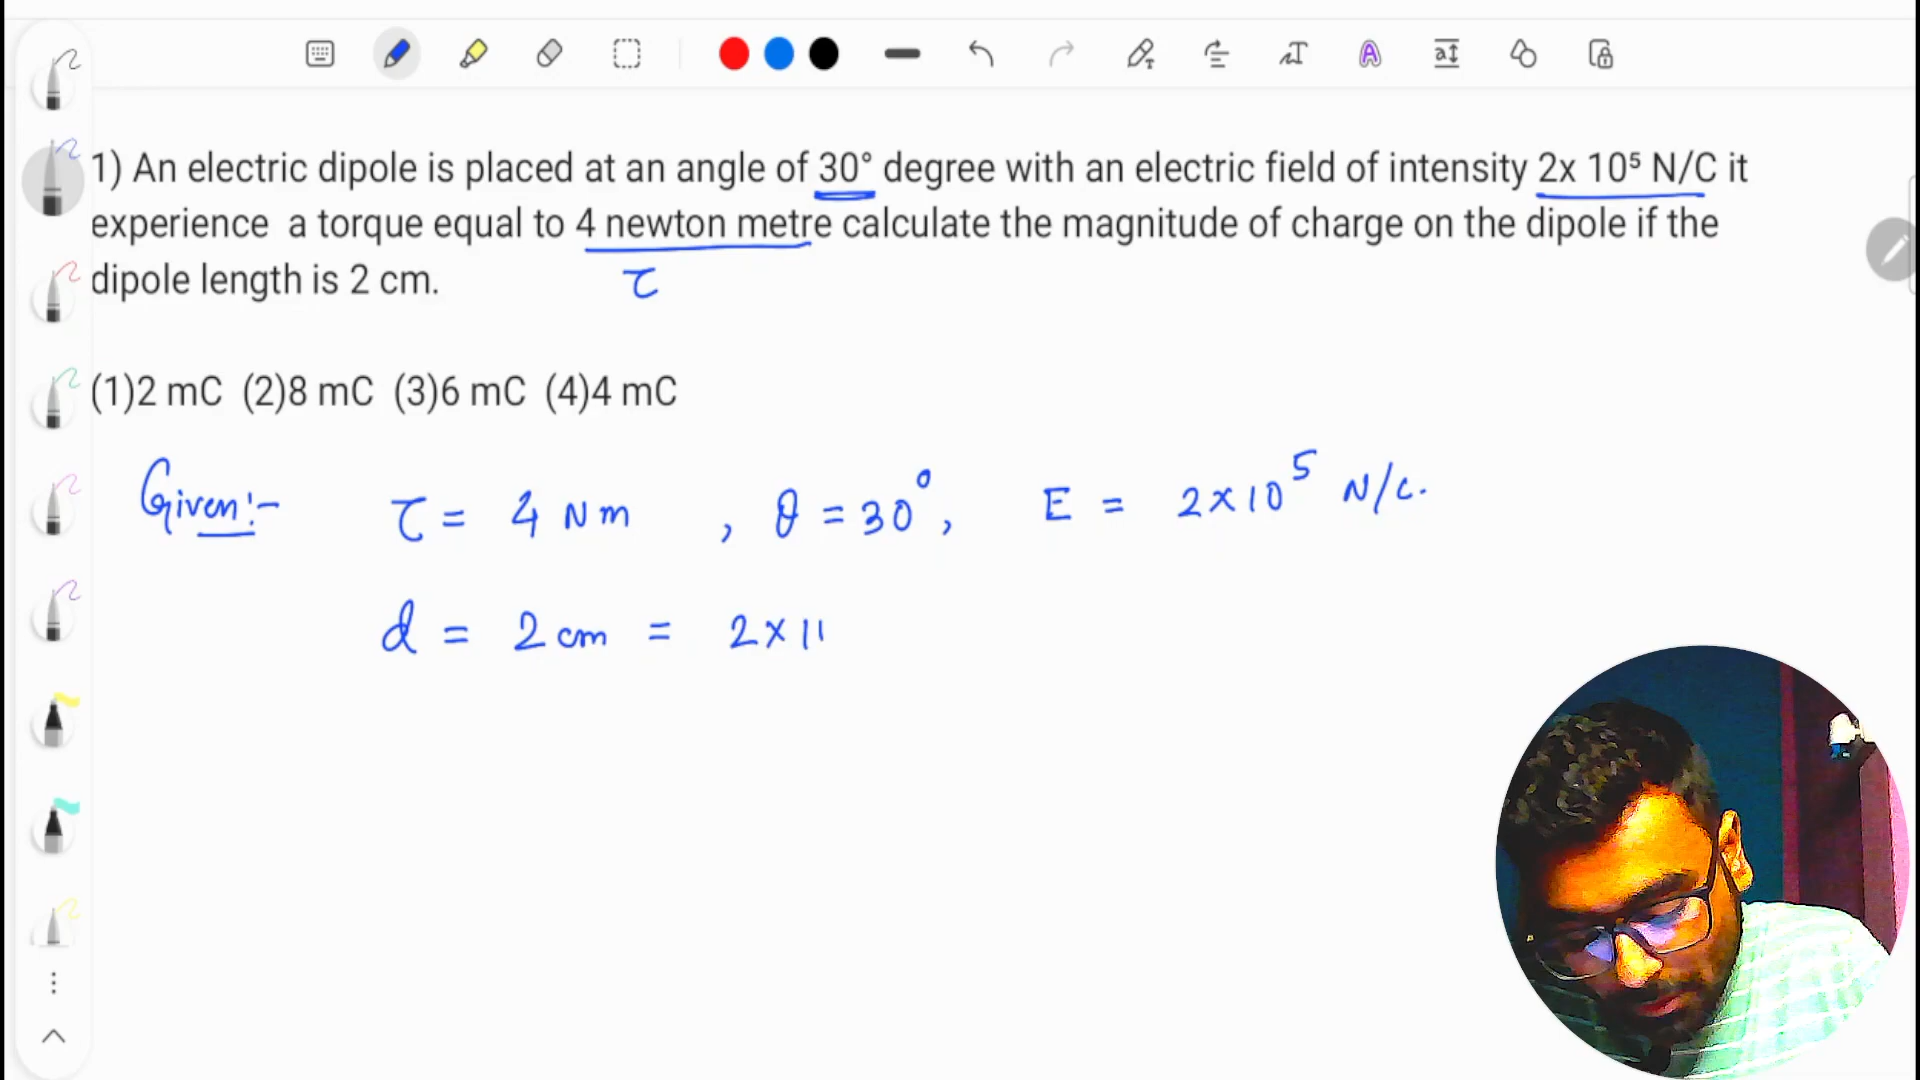 1) An electric dipole is placed at an angle of 30° degree with an electric field of intensity 2x 10⁵ N/C it
experience a torque equal to 4 newton metre calculate the magnitude of charge on the dipole if the
dipole length is 2 cm.
τ
(1)2 mC (2)8 mC (3)6 mC (4)4 mC
Given:- τ = 4 Nm , θ = 30°, E = 2×10⁵ N/C.
d = 2 cm = 2×1